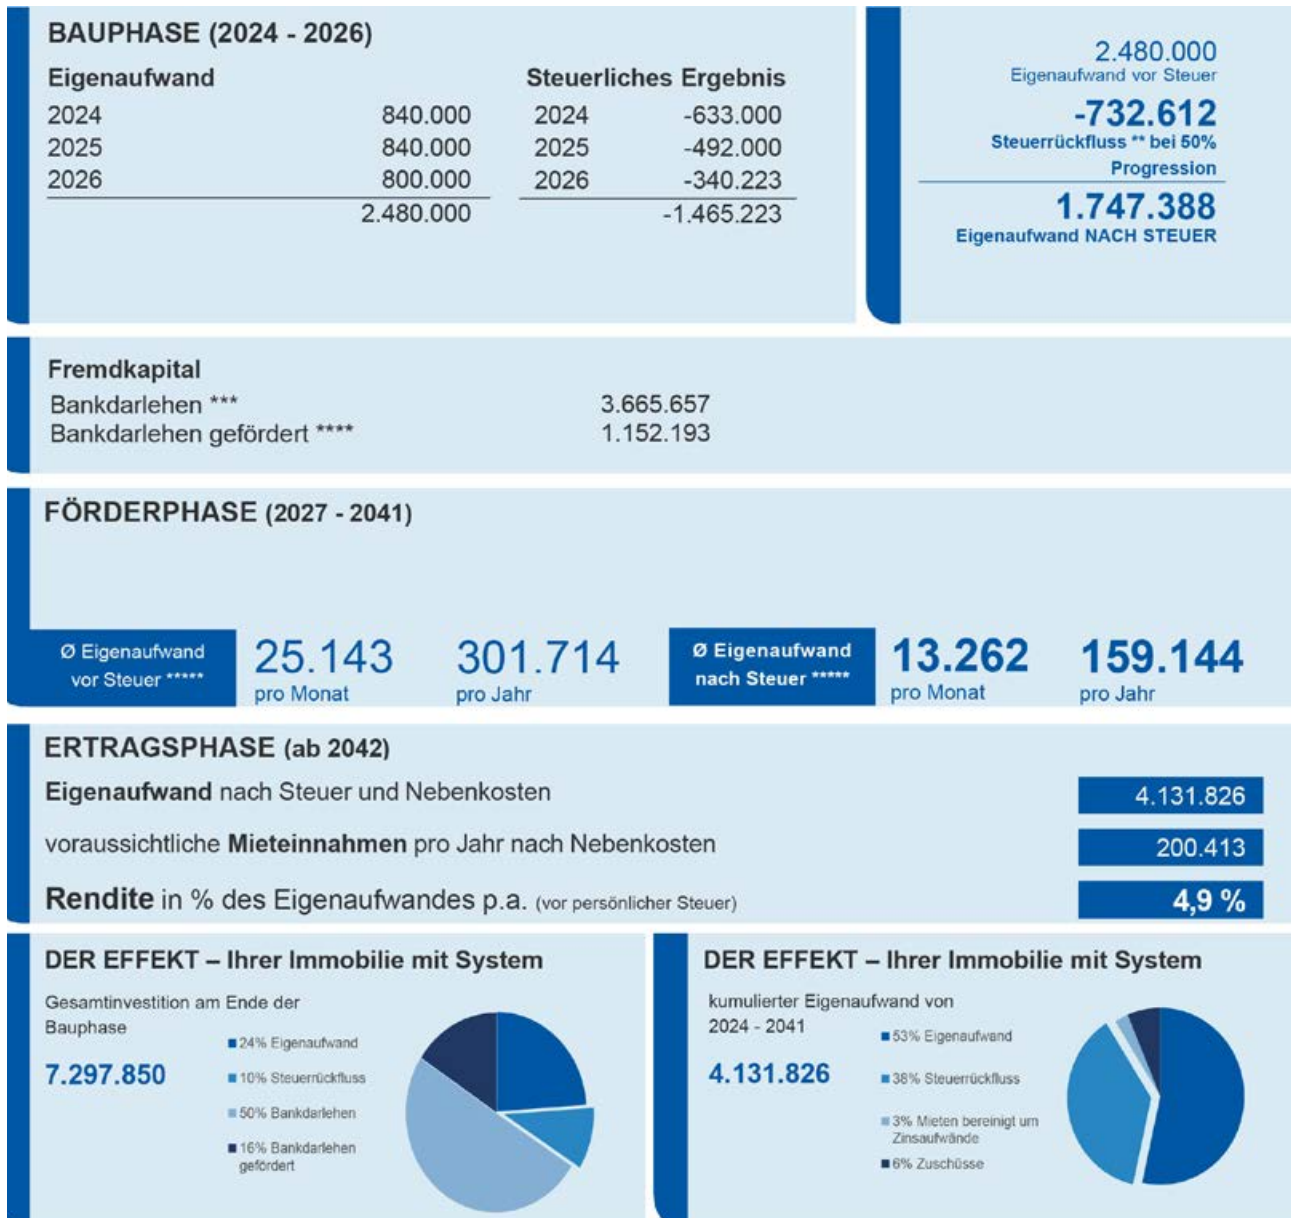 BAUPHASE (2024 - 2026)
Eigenaufwand
2024 840.000
2025 840.000
2026 800.000
2.480.000
Steuerliches Ergebnis
2024 -633.000
2025 -492.000
2026 -340.223
-1.465.223
2.480.000
Eigenaufwand vor Steuer
-732.612
Steuerrückfluss ** bei 50%
Progression
1.747.388
Eigenaufwand NACH STEUER
Fremdkapital
Bankdarlehen *** 3.665.657
Bankdarlehen gefördert **** 1.152.193
FÖRDERPHASE (2027 - 2041)
Ø Eigenaufwand
vor Steuer *****
25.143
pro Monat
301.714
pro Jahr
Ø Eigenaufwand
nach Steuer *****
13.262
pro Monat
159.144
pro Jahr
ERTRAGSPHASE (ab 2042)
Eigenaufwand nach Steuer und Nebenkosten 4.131.826
voraussichtliche Mieteinnahmen pro Jahr nach Nebenkosten 200.413
Rendite in % des Eigenaufwandes p.a. (vor persönlicher Steuer) 4,9 %
DER EFFEKT – Ihrer Immobilie mit System
Gesamtinvestition am Ende der
Bauphase
7.297.850
24% Eigenaufwand
10% Steuerrückfluss
50% Bankdarlehen
16% Bankdarlehen
gefördert
DER EFFEKT – Ihrer Immobilie mit System
kumulierter Eigenaufwand von
2024 - 2041
4.131.826
53% Eigenaufwand
38% Steuerrückfluss
3% Mieten bereinigt um
Zinsaufwände
6% Zuschüsse